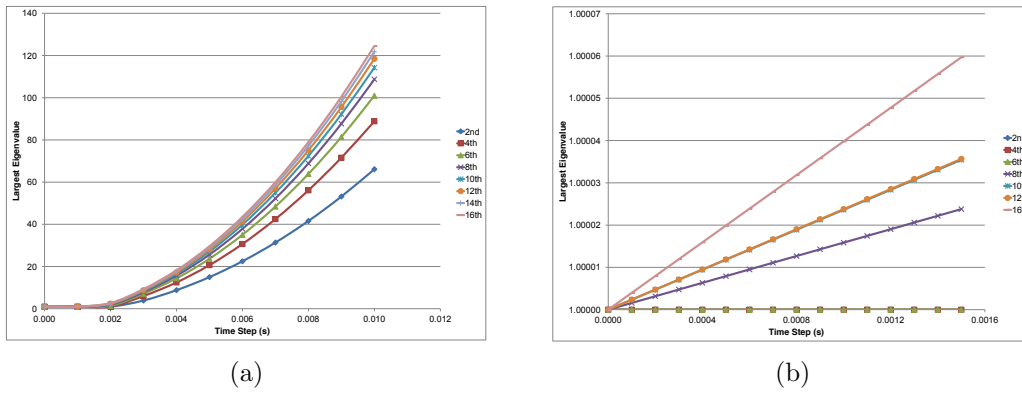 140
120
100
80
60
40
20
0
0.000 0.002 0.004 0.006 0.008 0.010 0.012
Largest Eigenvalue
Time Step (s)
2nd
4th
6th
8th
10th
12th
14th
16th
(a)
1.00007
1.00006
1.00005
1.00004
1.00003
1.00002
1.00001
1.00000
0.0000 0.0004 0.0008 0.0012 0.0016
Largest Eigenvalue
Time Step (s)
2n
4t
6t
8t
10
12
16
(b)